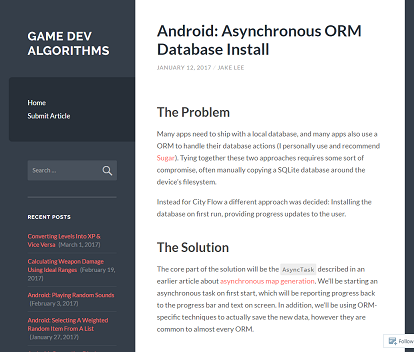 GAME DEV
ALGORITHMS
Home
Submit Article
Search …
RECENT POSTS
Converting Levels Into XP &
Vice Versa (March 1, 2017)
Calculating Weapon Damage
Using Ideal Ranges (February 19,
2017)
Android: Playing Random Sounds
(February 3, 2017)
Android: Selecting A Weighted
Random Item From A List
(January 27, 2017)
Android: Asynchronous ORM
Database Install
JANUARY 12, 2017 / JAKE LEE
The Problem
Many apps need to ship with a local database, and many apps also use a
ORM to handle their database actions (I personally use and recommend
Sugar). Tying together these two approaches requires some sort of
compromise, often manually copying a SQLite database around the
device's filesystem.
Instead for City Flow a different approach was decided: Installing the
database on first run, providing progress updates to the user.
The Solution
The core part of the solution will be the AsyncTask described in an
earlier article about asynchronous map generation. We'll be starting an
asynchronous task on first start, which will be reporting progress back
to the progress bar and text on screen. In addition, we'll be using ORM-
specific techniques to actually save the new data, however they are
common to almost every ORM.
Follow